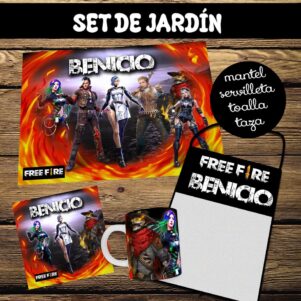 SET DE JARDÍN
BENICIO
mantel
servilleta
toalla
taza
FREE FIRE
FREE FIRE
BENICIO
BENICIO
FREE FIRE